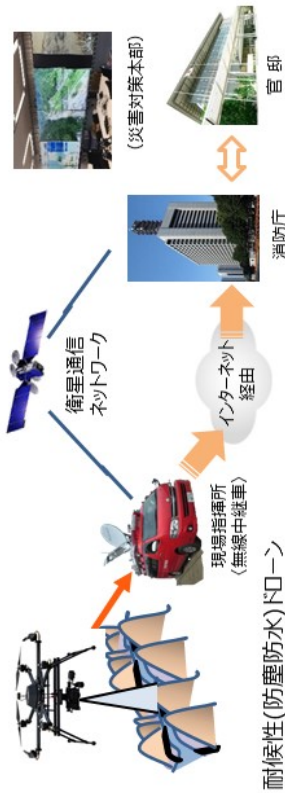 耐候性(防塵防水)ドローン
現場指揮所
〈無線中継車〉
衛星通信
ネットワーク
インターネット
経由
消防庁
(災害対策本部)
官 邸